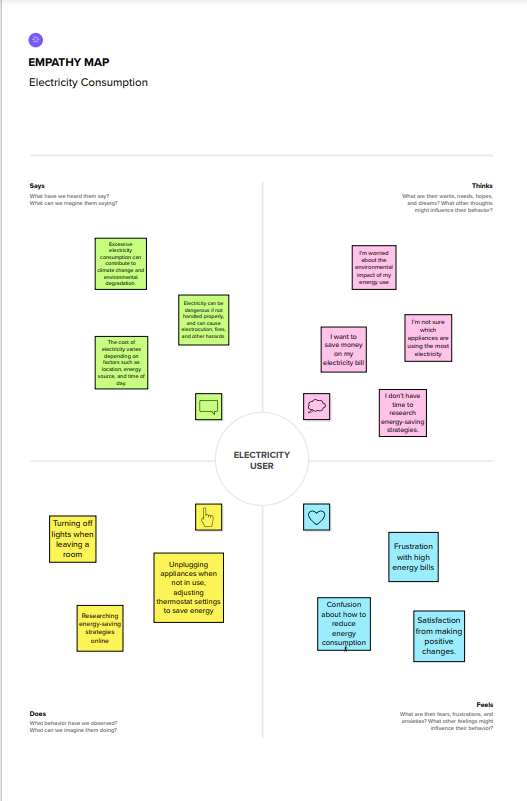 EMPATHY MAP
Electricity Consumption
Says
What have we heard them say?
What can we imagine them saying?
Thinks
What are their wants, needs, hopes,
and dreams? What other thoughts
might influence their behavior?
Excessive
electricity
consumption can
contribute to
climate change and
environmental
degradation.
Electricity can be
dangerous if not
handled properly,
and can cause
electrocution, fires,
and other hazards.
The cost of
electricity varies
depending on
factors such as
location, energy
source, and time of
day.
I'm worried
about the
environmental
impact of my
energy use
I'm not sure
which
appliances are
using the most
electricity
I want to
save money
on my
electricity bill
I don't have
time to
research
energy-saving
strategies.
ELECTRICITY
USER
Turning off
lights when
leaving a
room
Unplugging
appliances when
not in use,
adjusting
thermostat settings
to save energy
Researching
energy-saving
strategies
online
Frustration
with high
energy bills
Confusion
about how to
reduce
energy
consumption
Satisfaction
from making
positive
changes.
Does
What behavior have we observed?
What can we imagine them doing?
Feels
What are their fears, frustrations, and
anxieties? What other feelings might
influence their behavior?